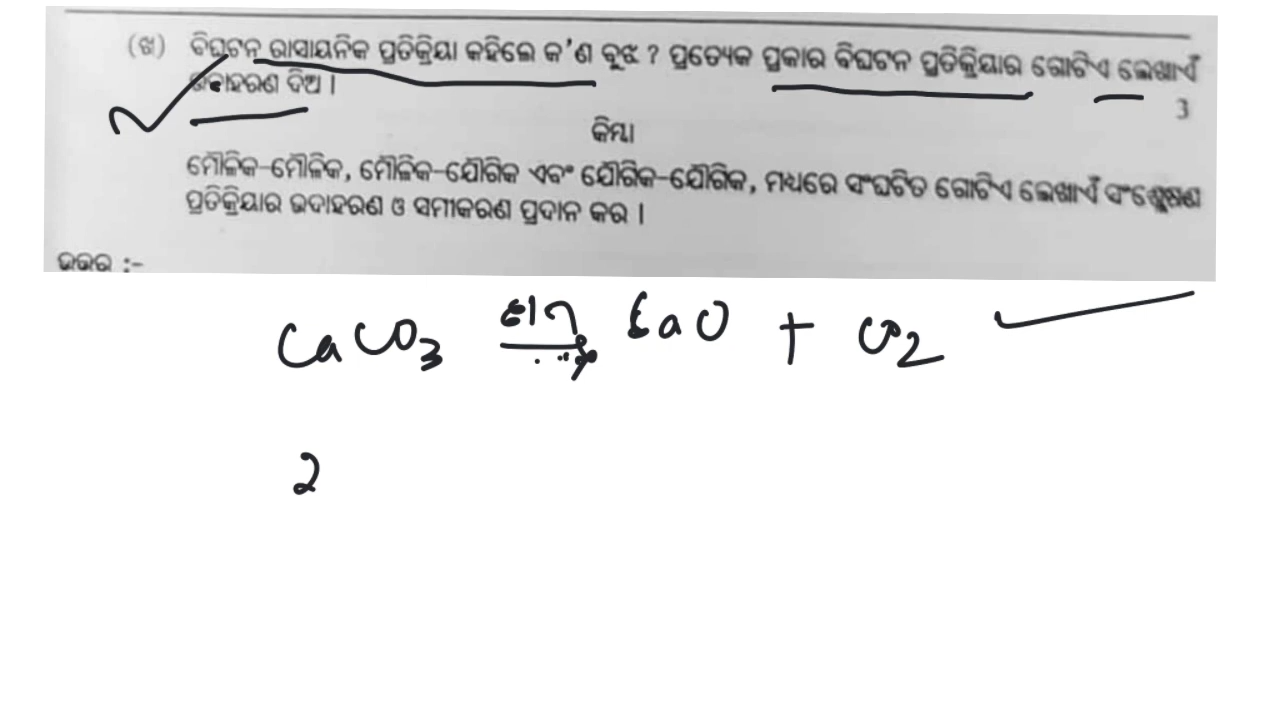 (ଖ) ବିଘଟନ ରାସାୟନିକ ପ୍ରତିକ୍ରିୟା କହିଲେ କ'ଣ ବୁଝ ? ପ୍ରତ୍ୟେକ ପ୍ରକାର ବିଘଟନ ପ୍ରତିକ୍ରିୟାର ଗୋଟିଏ ଲେଖାଏଁ
ଉଦାହରଣ ଦିଅ ।
3
କିମ୍ବା
ମୌଳିକ-ମୌଳିକ, ମୌଳିକ-ଯୌଗିକ ଏବଂ ଯୌଗିକ-ଯୌଗିକ, ମଧ୍ୟରେ ସଂଘଟିତ ଗୋଟିଏ ଲେଖାଏଁ ସଂଶ୍ଳେଷଣ
ପ୍ରତିକ୍ରିୟାର ଉଦାହରଣ ଓ ସମୀକରଣ ପ୍ରଦାନ କର ।
ଉତ୍ତର :-
CaCO3 → CaO + CO2
2